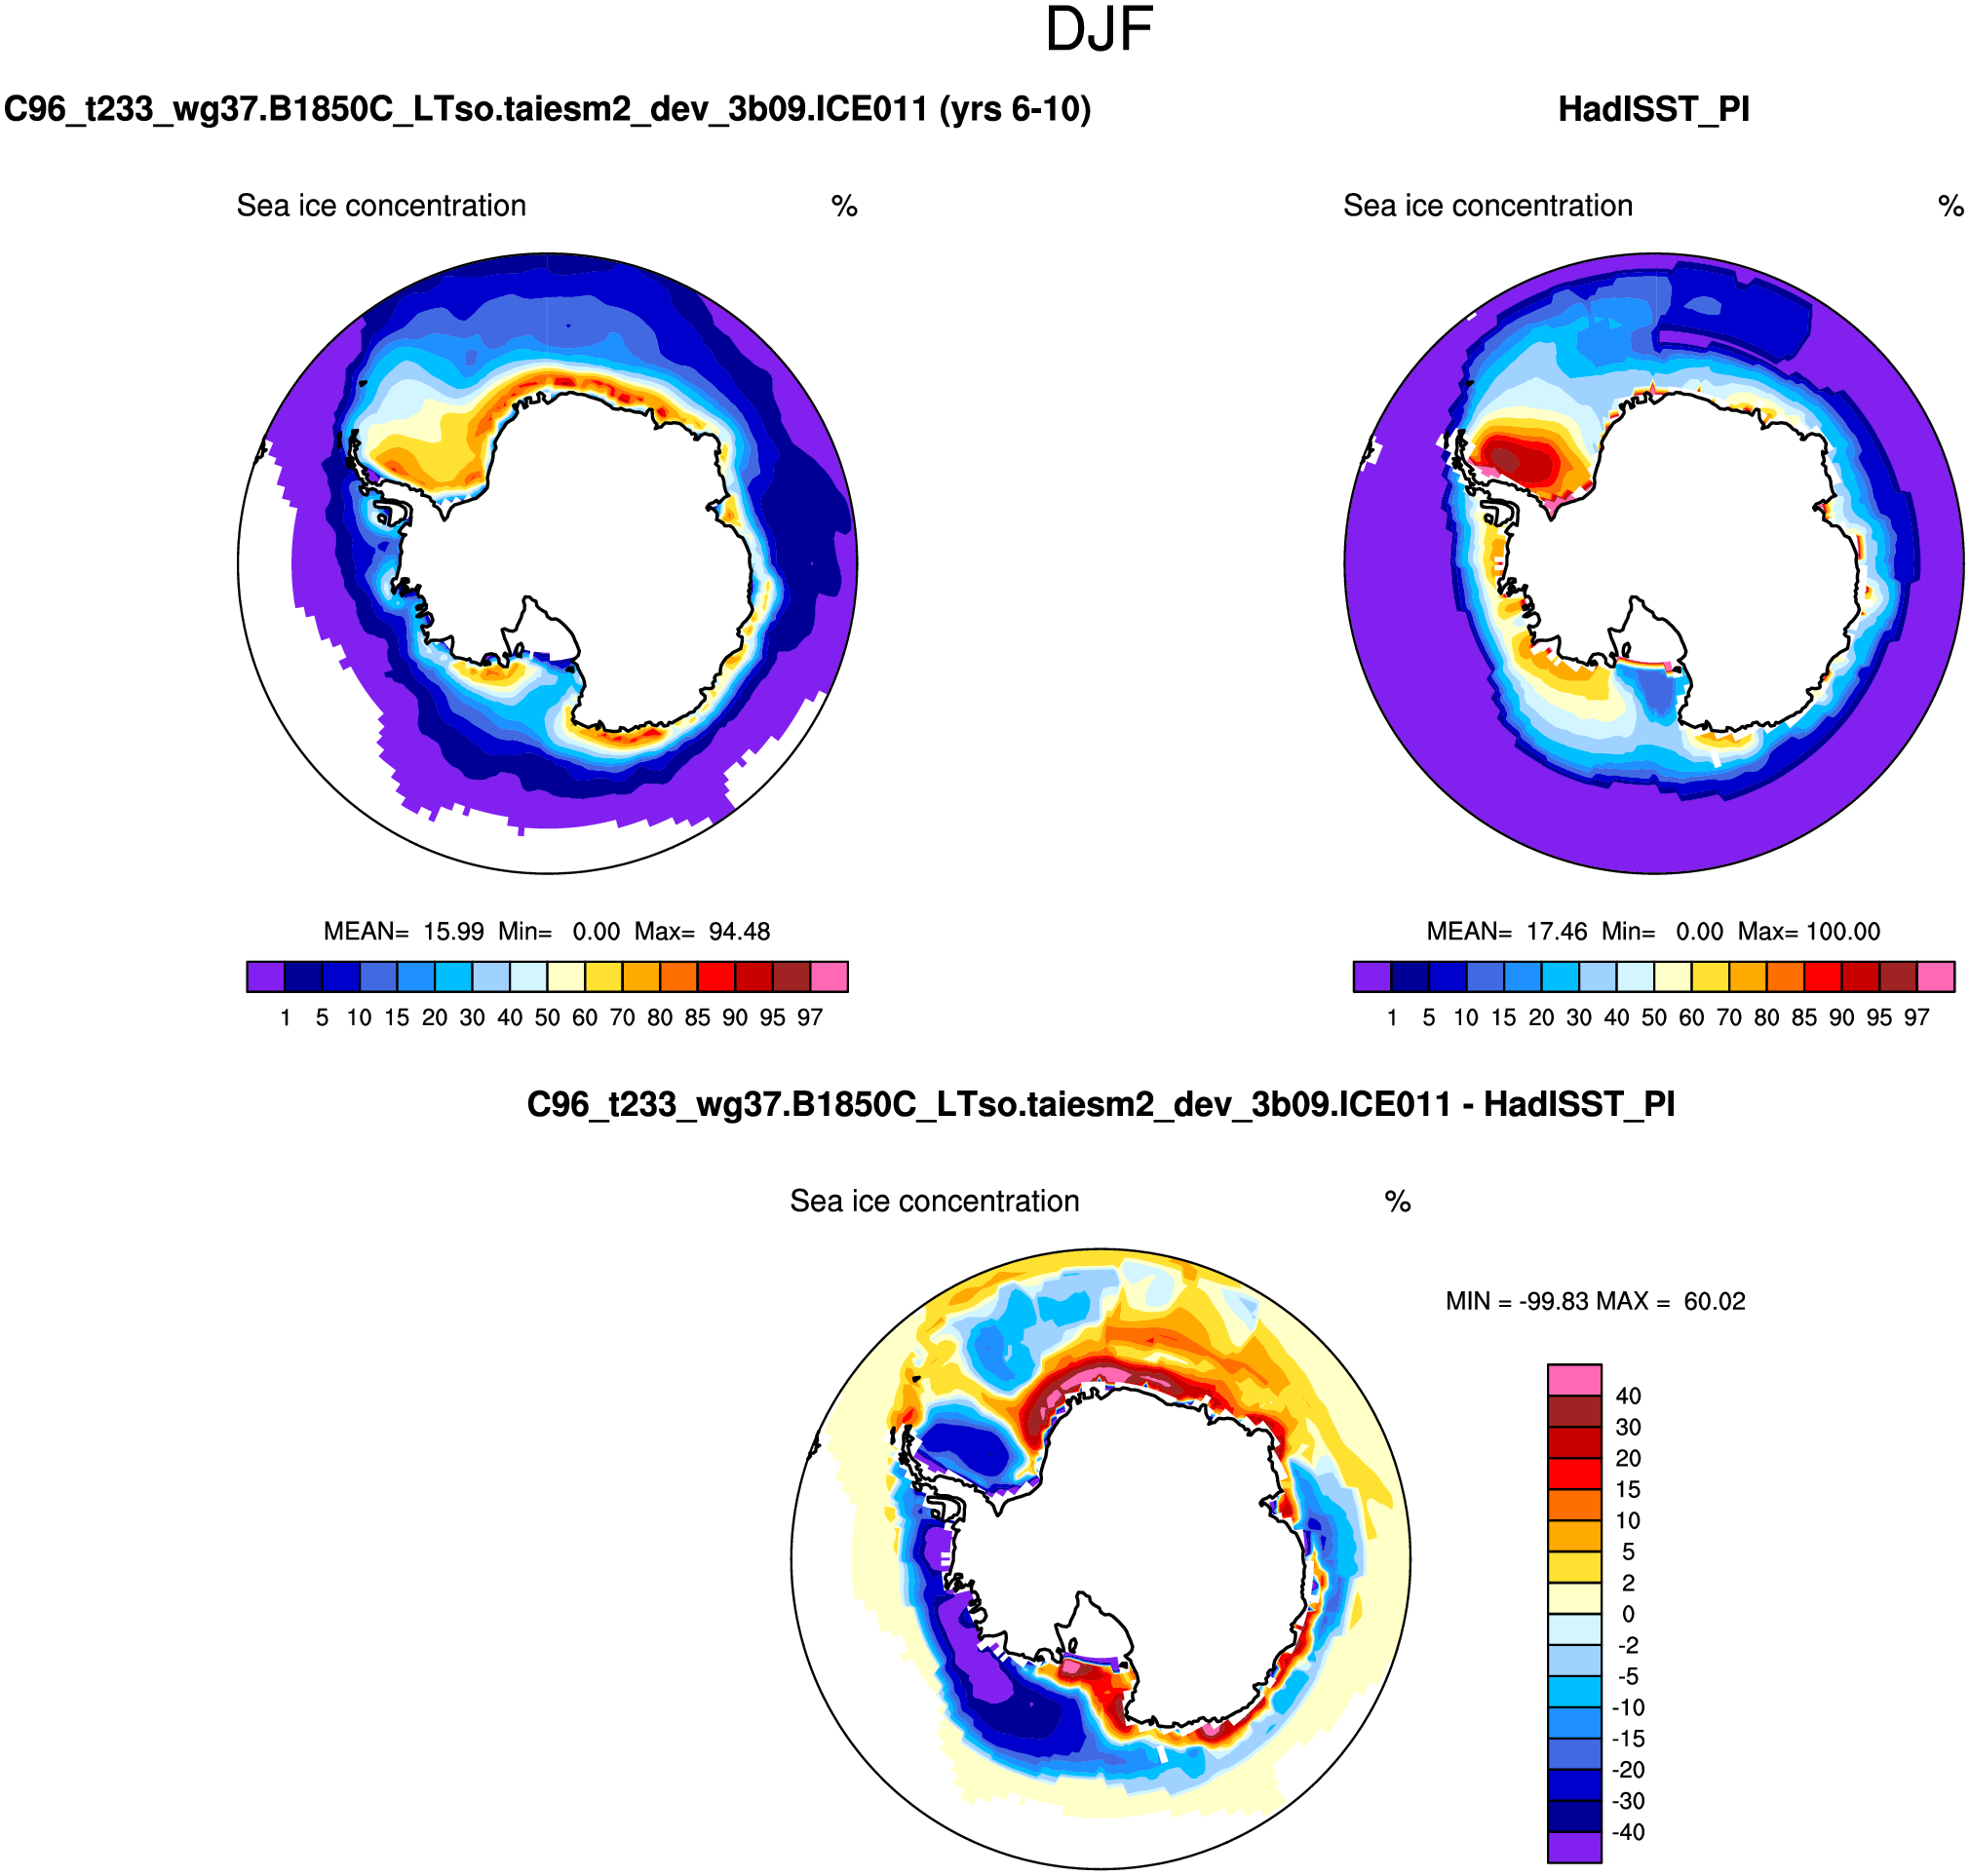 DJF
C96_t233_wg37.B1850C_LTso.taiesm2_dev_3b09.ICE011 (yrs 6-10)
HadISST_PI
Sea ice concentration %
Sea ice concentration %
MEAN= 15.99 Min= 0.00 Max= 94.48
MEAN= 17.46 Min= 0.00 Max= 100.00
1 5 10 15 20 30 40 50 60 70 80 85 90 95 97
1 5 10 15 20 30 40 50 60 70 80 85 90 95 97
C96_t233_wg37.B1850C_LTso.taiesm2_dev_3b09.ICE011 - HadISST_PI
Sea ice concentration %
MIN = -99.83 MAX = 60.02
40
30
20
15
10
5
2
0
-2
-5
-10
-15
-20
-30
-40